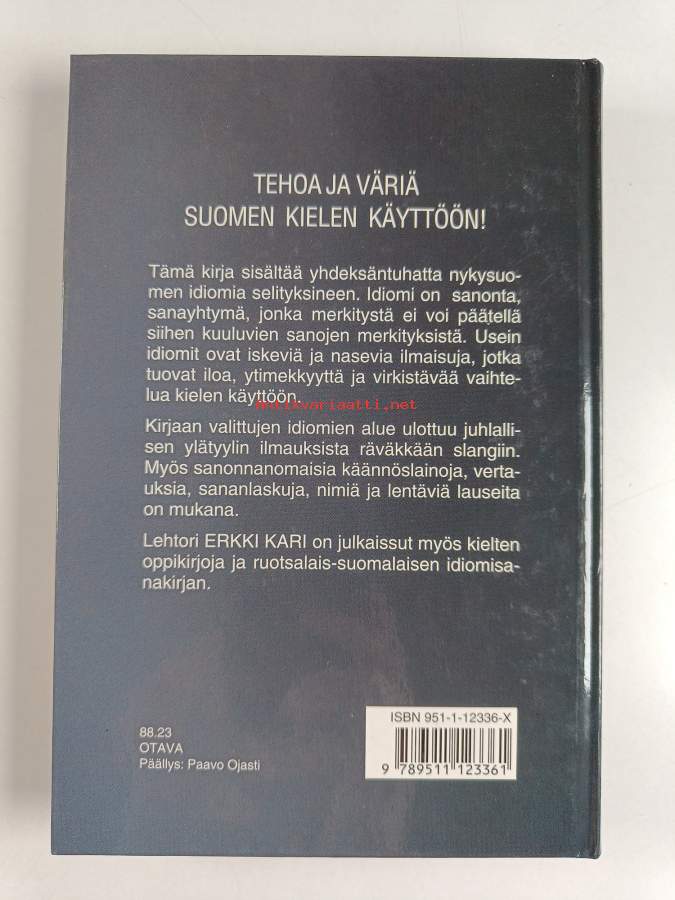 TEHOA JA VÄRIÄ
SUOMEN KIELEN KÄYTTÖÖN!
Tämä kirja sisältää yhdeksäntuhatta nykysuo-
men idiomia selityksineen. Idiomi on sanonta,
sanayhtymä, jonka merkitystä ei voi päätellä
siihen kuuluvien sanojen merkityksistä. Usein
idiomit ovat iskeviä ja nasevia ilmaisuja, jotka
tuovat iloa, ytimekkyyttä ja virkistävää vaihte-
lua kielen käyttöön.
antikvariaatti.net
Kirjaan valittujen idiomien alue ulottuu juhlalli-
sen ylätyylin ilmauksista räväkkään slangiin.
Myös sanonnanomaisia käännöslainoja, verta-
uksia, sananlaskuja, nimiä ja lentäviä lauseita
on mukana.
Lehtori ERKKI KARI on julkaissut myös kielten
oppikirjoja ja ruotsalais-suomalaisen idiomisa-
nakirjan.
88.23
OTAVA
Päällys: Paavo Ojasti
ISBN 951-1-12336-X
9 789511 123361